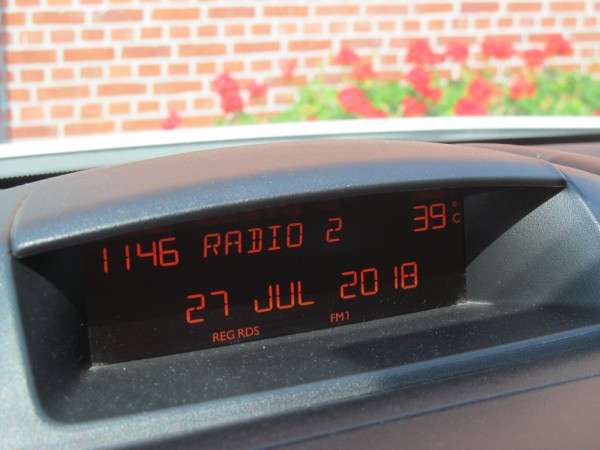 1146 RADIO 2 39°C
27 JUL 2018
REG RDS FM1